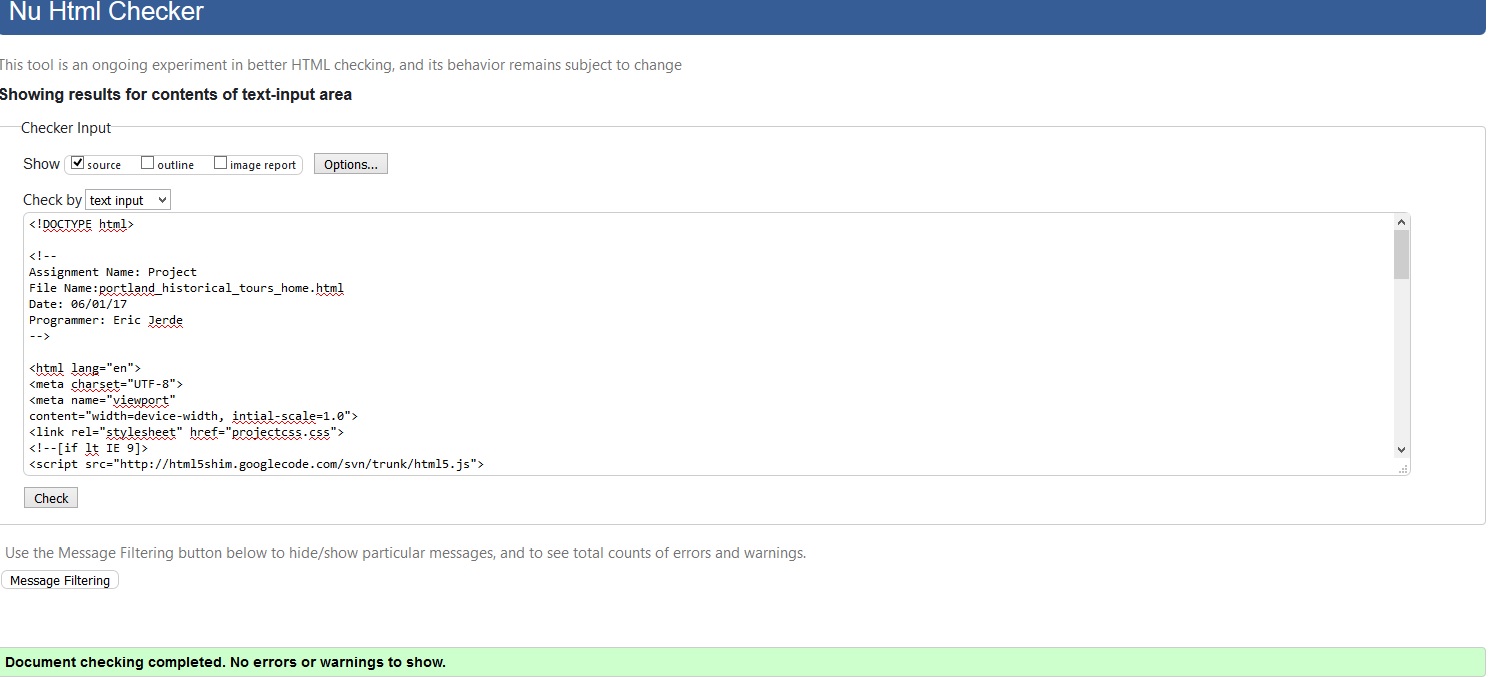 Nu Html Checker
This tool is an ongoing experiment in better HTML checking, and its behavior remains subject to change
Showing results for contents of text-input area
Checker Input
Show source outline image report Options...
Check by text input
<!DOCTYPE html>
<!--
Assignment Name: Project
File Name:portland_historical_tours_home.html
Date: 06/01/17
Programmer: Eric Jerde
-->
<html lang="en">
<meta charset="UTF-8">
<meta name="viewport"
content="width=device-width, intial-scale=1.0">
<link rel="stylesheet" href="projectcss.css">
<!--[if lt IE 9]>
<script src="http://html5shim.googlecode.com/svn/trunk/html5.js">
Check
Use the Message Filtering button below to hide/show particular messages, and to see total counts of errors and warnings.
Message Filtering
Document checking completed. No errors or warnings to show.